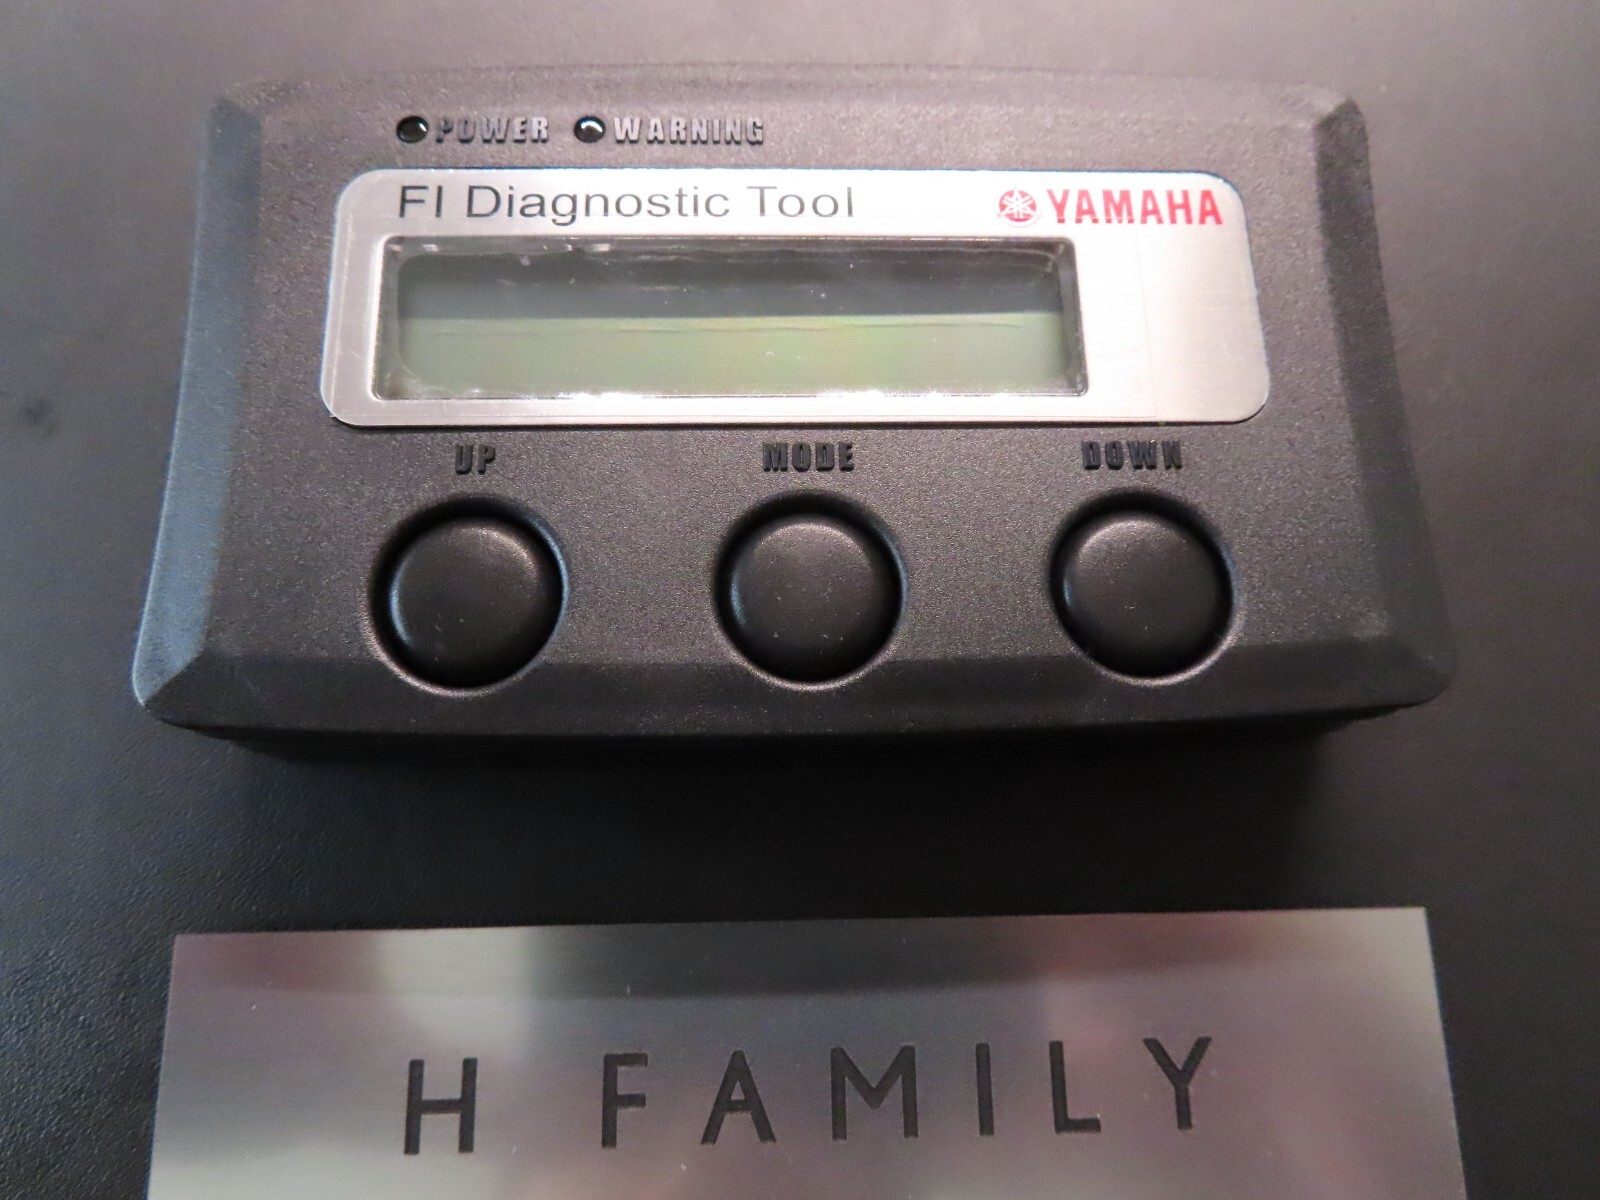 POWER WARNING
FI Diagnostic Tool YAMAHA
UP MODE DOWN
H FAMILY